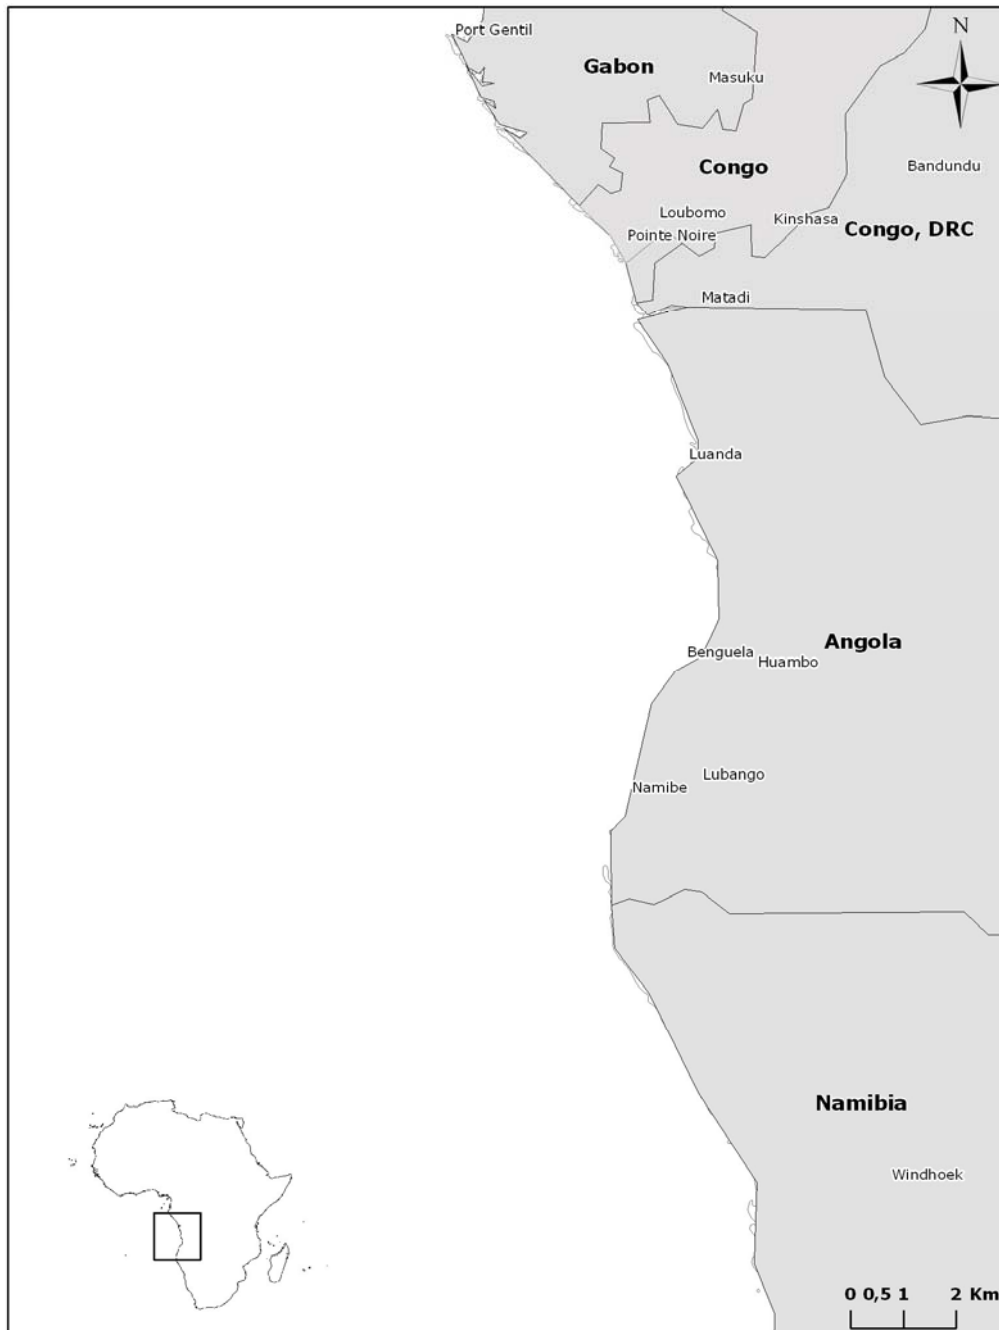 Port Gentil
N
Gabon
Masuku
Congo
Bandundu
Loubomo
Kinshasa
Pointe Noire
Congo, DRC
Matadi
Luanda
Angola
Benguela
Huambo
Lubango
Namibe
Namibia
Windhoek
0 0,5 1 2 Km